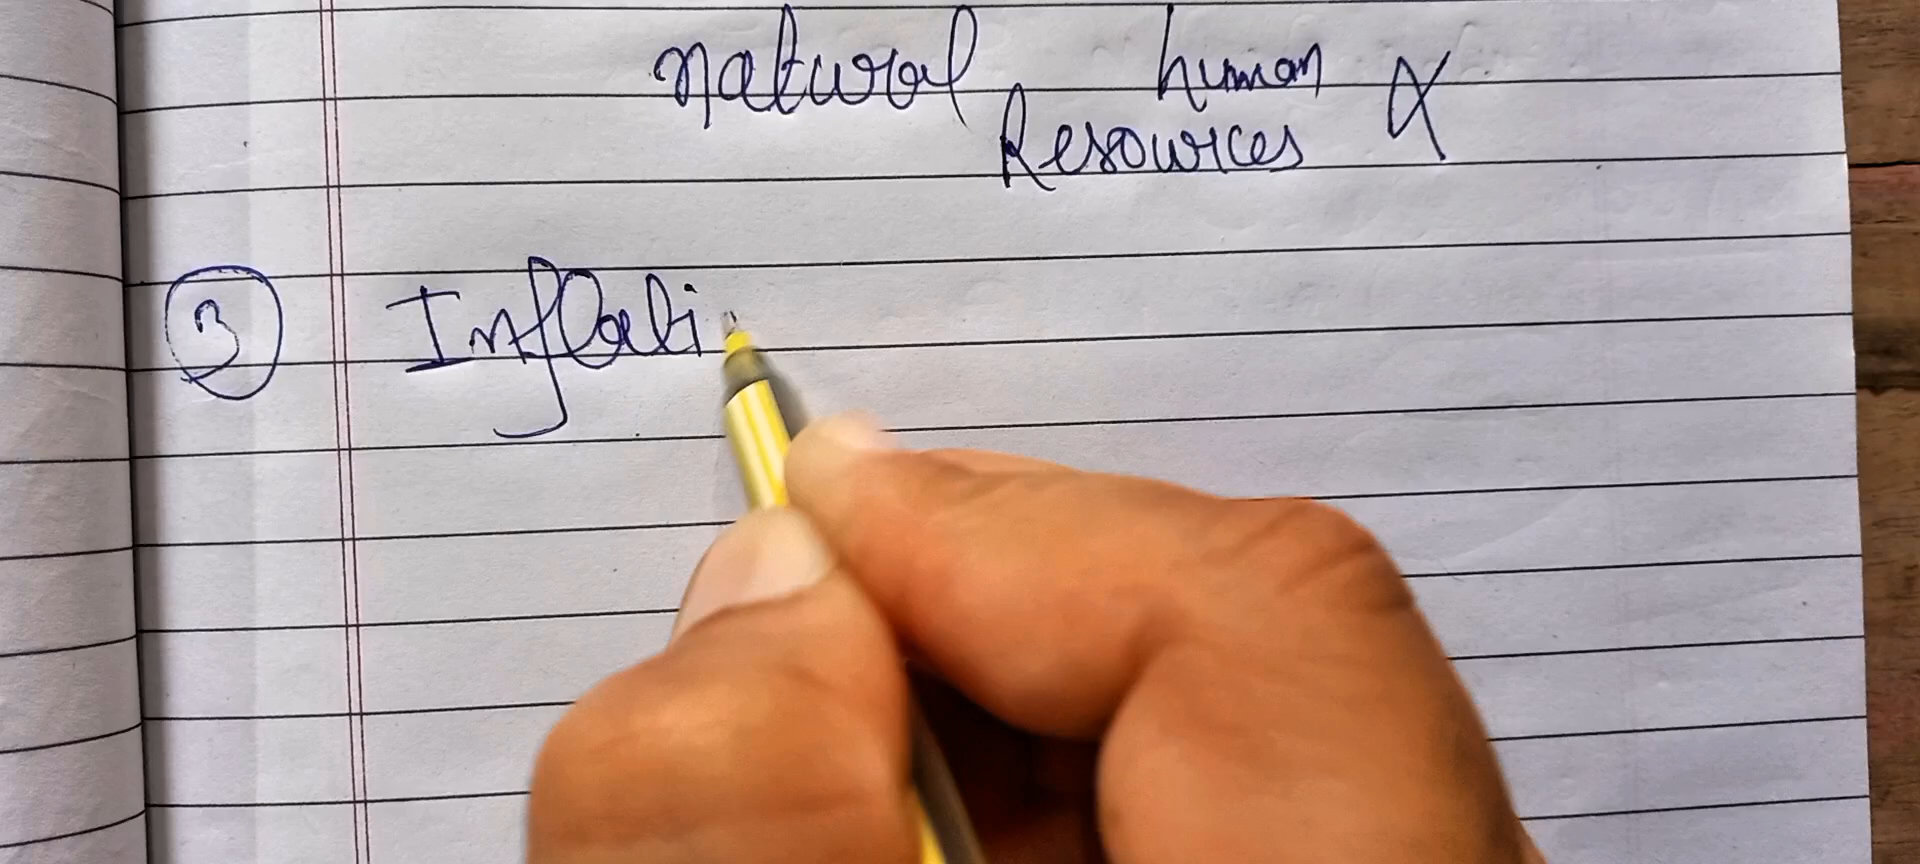 natural human
Resources
3 Inflati